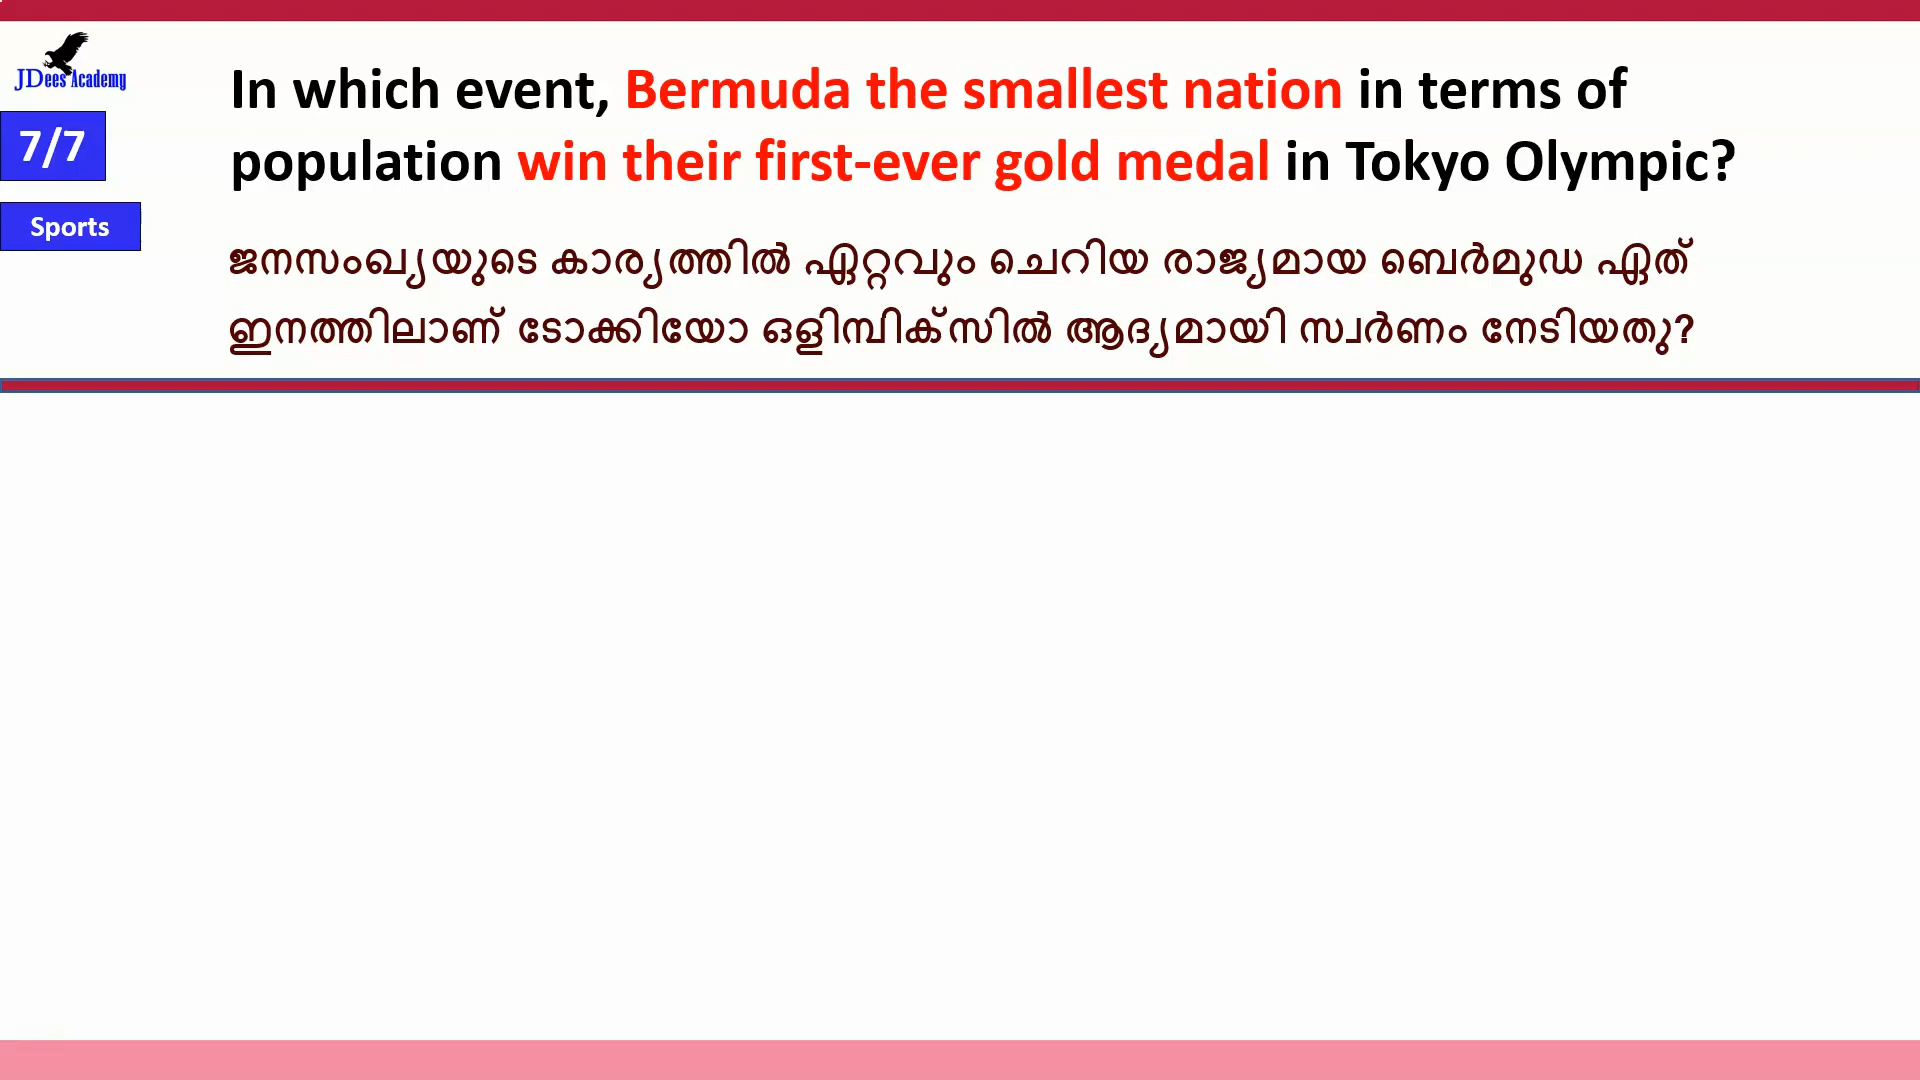 JDees Academy
7/7
Sports
In which event, Bermuda the smallest nation in terms of
population win their first-ever gold medal in Tokyo Olympic?
ജനസംഖ്യയുടെ കാര്യത്തിൽ ഏറ്റവും ചെറിയ രാജ്യമായ ബെർമുഡ ഏത്
ഇനത്തിലാണ് ടോക്കിയോ ഒളിമ്പിക്സിൽ ആദ്യമായി സ്വർണം നേടിയതു?